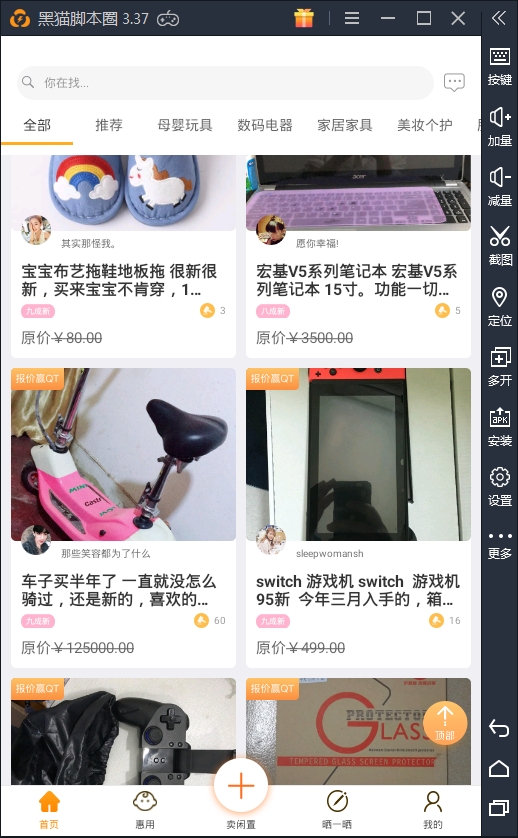 黑猫脚本圈 3.37
你在找...
全部 推荐 母婴玩具 数码电器 家居家具 美妆个护
按键
加量
减量
截图
定位
多开
APK
安装
设置
更多
acer
其实那怪我。
宝宝布艺拖鞋地板拖 很新很
新，买来宝宝不肯穿，1...
九成新 3
原价￥80.00
愿你幸福!
宏基V5系列笔记本 宏基V5系
列笔记本 15寸。功能一切...
八成新 5
原价￥3500.00
报价赢QT
MINI
Gastr
那些笑容都为了什么
车子买半年了 一直就没怎么
骑过，还是新的，喜欢的...
九成新 60
原价￥125000.00
报价赢QT
sleepwomansh
switch 游戏机 switch 游戏机
95新 今年三月入手的，箱...
九成新 16
原价￥499.00
报价赢QT
报价赢QT
PROTECTOR
GLASS
TEMPERED GLASS SCREEN PROTECTOR
顶部
首页 惠用 卖闲置 晒一晒 我的